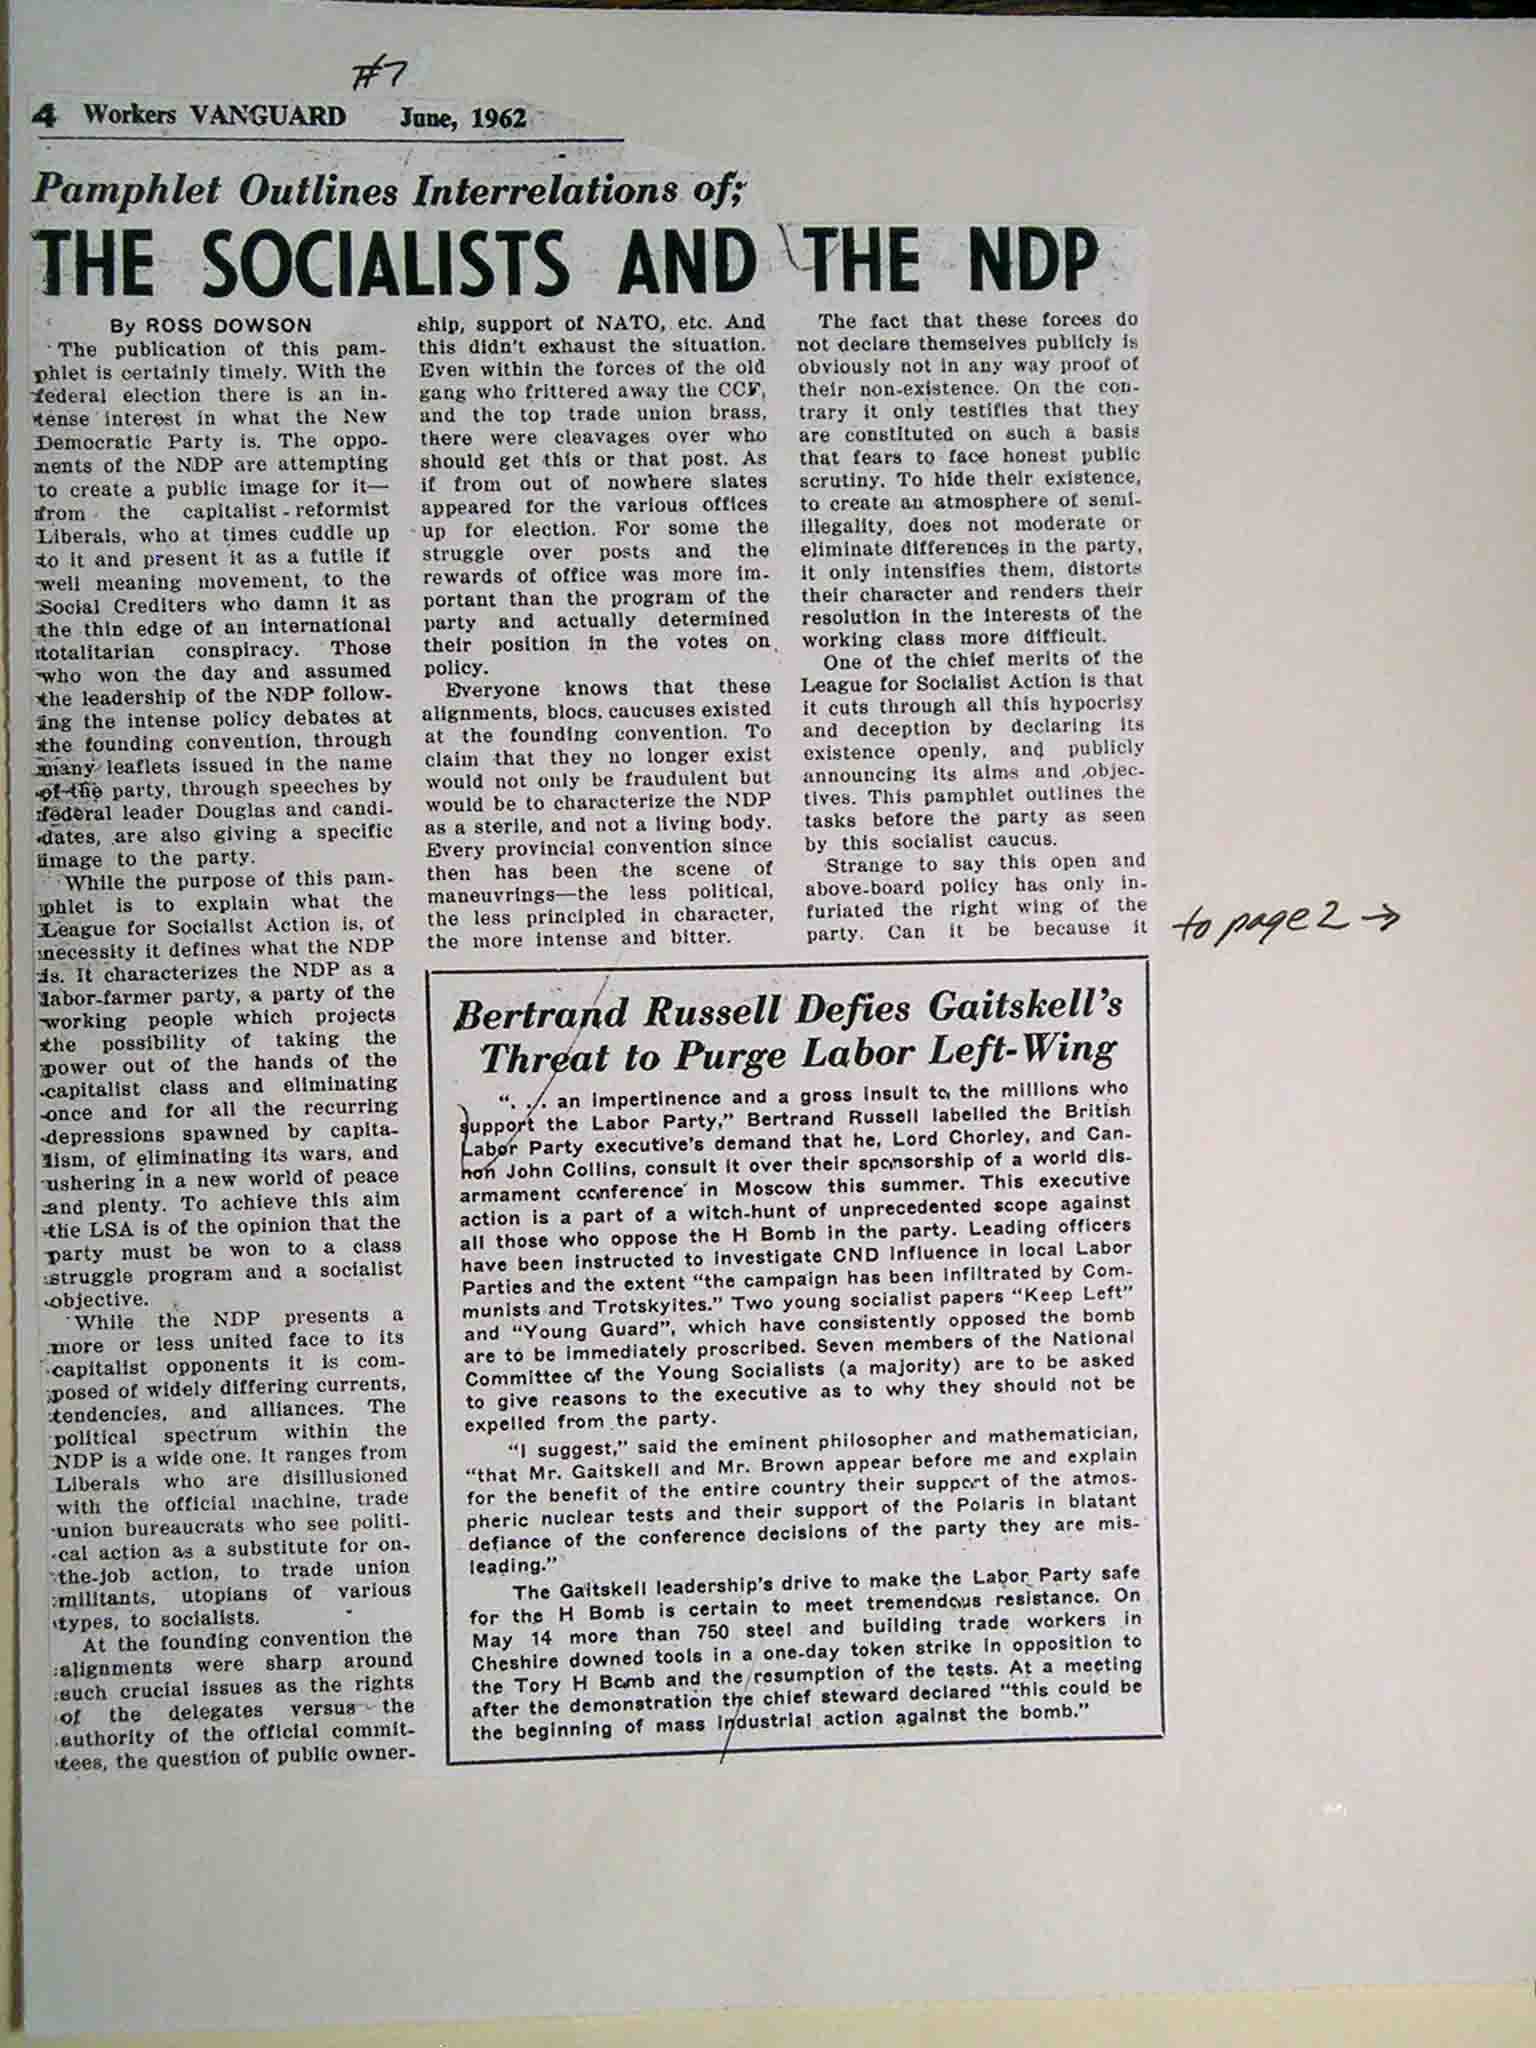 #7
4 Workers VANGUARD June, 1962
Pamphlet Outlines Interrelations of;
THE SOCIALISTS AND THE NDP
By ROSS DOWSON
The publication of this pam-
phlet is certainly timely. With the
federal election there is an in-
tense interest in what the New
Democratic Party is. The oppo-
ments of the NDP are attempting
to create a public image for it—
from the capitalist-reformist
Liberals, who at times cuddle up
to it and present it as a futile if
well meaning movement, to the
Social Crediters who damn it as
the thin edge of an international
totalitarian conspiracy. Those
who won the day and assumed
the leadership of the NDP follow-
ing the intense policy debates at
the founding convention, through
many leaflets issued in the name
of the party, through speeches by
federal leader Douglas and candi-
dates, are also giving a specific
image to the party.
While the purpose of this pam-
phlet is to explain what the
League for Socialist Action is, of
necessity it defines what the NDP
is. It characterizes the NDP as a
labor-farmer party, a party of the
working people which projects
the possibility of taking the
power out of the hands of the
capitalist class and eliminating
once and for all the recurring
depressions spawned by capita-
lism, of eliminating its wars, and
ushering in a new world of peace
and plenty. To achieve this aim
the LSA is of the opinion that the
party must be won to a class
struggle program and a socialist
objective.
While the NDP presents a
more or less united face to its
capitalist opponents it is com-
posed of widely differing currents,
tendencies, and alliances. The
political spectrum within the
NDP is a wide one. It ranges from
Liberals who are disillusioned
with the official machine, trade
union bureaucrats who see politi-
cal action as a substitute for on-
the-job action, to trade union
militants, utopians of various
types, to socialists.
At the founding convention the
alignments were sharp around
such crucial issues as the rights
of the delegates versus the
authority of the official commit-
tees, the question of public owner-
ship, support of NATO, etc. And
this didn't exhaust the situation.
Even within the forces of the old
gang who frittered away the CCF,
and the top trade union brass,
there were cleavages over who
should get this or that post. As
if from out of nowhere slates
appeared for the various offices
up for election. For some the
struggle over posts and the
rewards of office was more im-
portant than the program of the
party and actually determined
their position in the votes on
policy.
Everyone knows that these
alignments, blocs, caucuses existed
at the founding convention. To
claim that they no longer exist
would not only be fraudulent but
would be to characterize the NDP
as a sterile, and not a living body.
Every provincial convention since
then has been the scene of
maneuvrings—the less political,
the less principled in character,
the more intense and bitter.
The fact that these forces do
not declare themselves publicly is
obviously not in any way proof of
their non-existence. On the con-
trary it only testifies that they
are constituted on such a basis
that fears to face honest public
scrutiny. To hide their existence,
to create an atmosphere of semi-
illegality, does not moderate or
eliminate differences in the party,
it only intensifies them, distorts
their character and renders their
resolution in the interests of the
working class more difficult.
One of the chief merits of the
League for Socialist Action is that
it cuts through all this hypocrisy
and deception by declaring its
existence openly, and publicly
announcing its aims and objec-
tives. This pamphlet outlines the
tasks before the party as seen
by this socialist caucus.
Strange to say this open and
above-board policy has only in-
furiated the right wing of the
party. Can it be because it
to page 2 →
Bertrand Russell Defies Gaitskell's
Threat to Purge Labor Left-Wing
". . . an impertinence and a gross insult to the millions who
support the Labor Party," Bertrand Russell labelled the British
Labor Party executive's demand that he, Lord Chorley, and Can-
non John Collins, consult it over their sponsorship of a world dis-
armament conference in Moscow this summer. This executive
action is a part of a witch-hunt of unprecedented scope against
all those who oppose the H Bomb in the party. Leading officers
have been instructed to investigate CND influence in local Labor
Parties and the extent "the campaign has been infiltrated by Com-
munists and Trotskyites." Two young socialist papers "Keep Left"
and "Young Guard", which have consistently opposed the bomb
are to be immediately proscribed. Seven members of the National
Committee of the Young Socialists (a majority) are to be asked
to give reasons to the executive as to why they should not be
expelled from the party.
"I suggest," said the eminent philosopher and mathematician,
"that Mr. Gaitskell and Mr. Brown appear before me and explain
for the benefit of the entire country their support of the atmos-
pheric nuclear tests and their support of the Polaris in blatant
defiance of the conference decisions of the party they are mis-
leading."
The Gaitskell leadership's drive to make the Labor Party safe
for the H Bomb is certain to meet tremendous resistance. On
May 14 more than 750 steel and building trade workers in
Cheshire downed tools in a one-day token strike in opposition to
the Tory H Bomb and the resumption of the tests. At a meeting
after the demonstration the chief steward declared "this could be
the beginning of mass industrial action against the bomb."